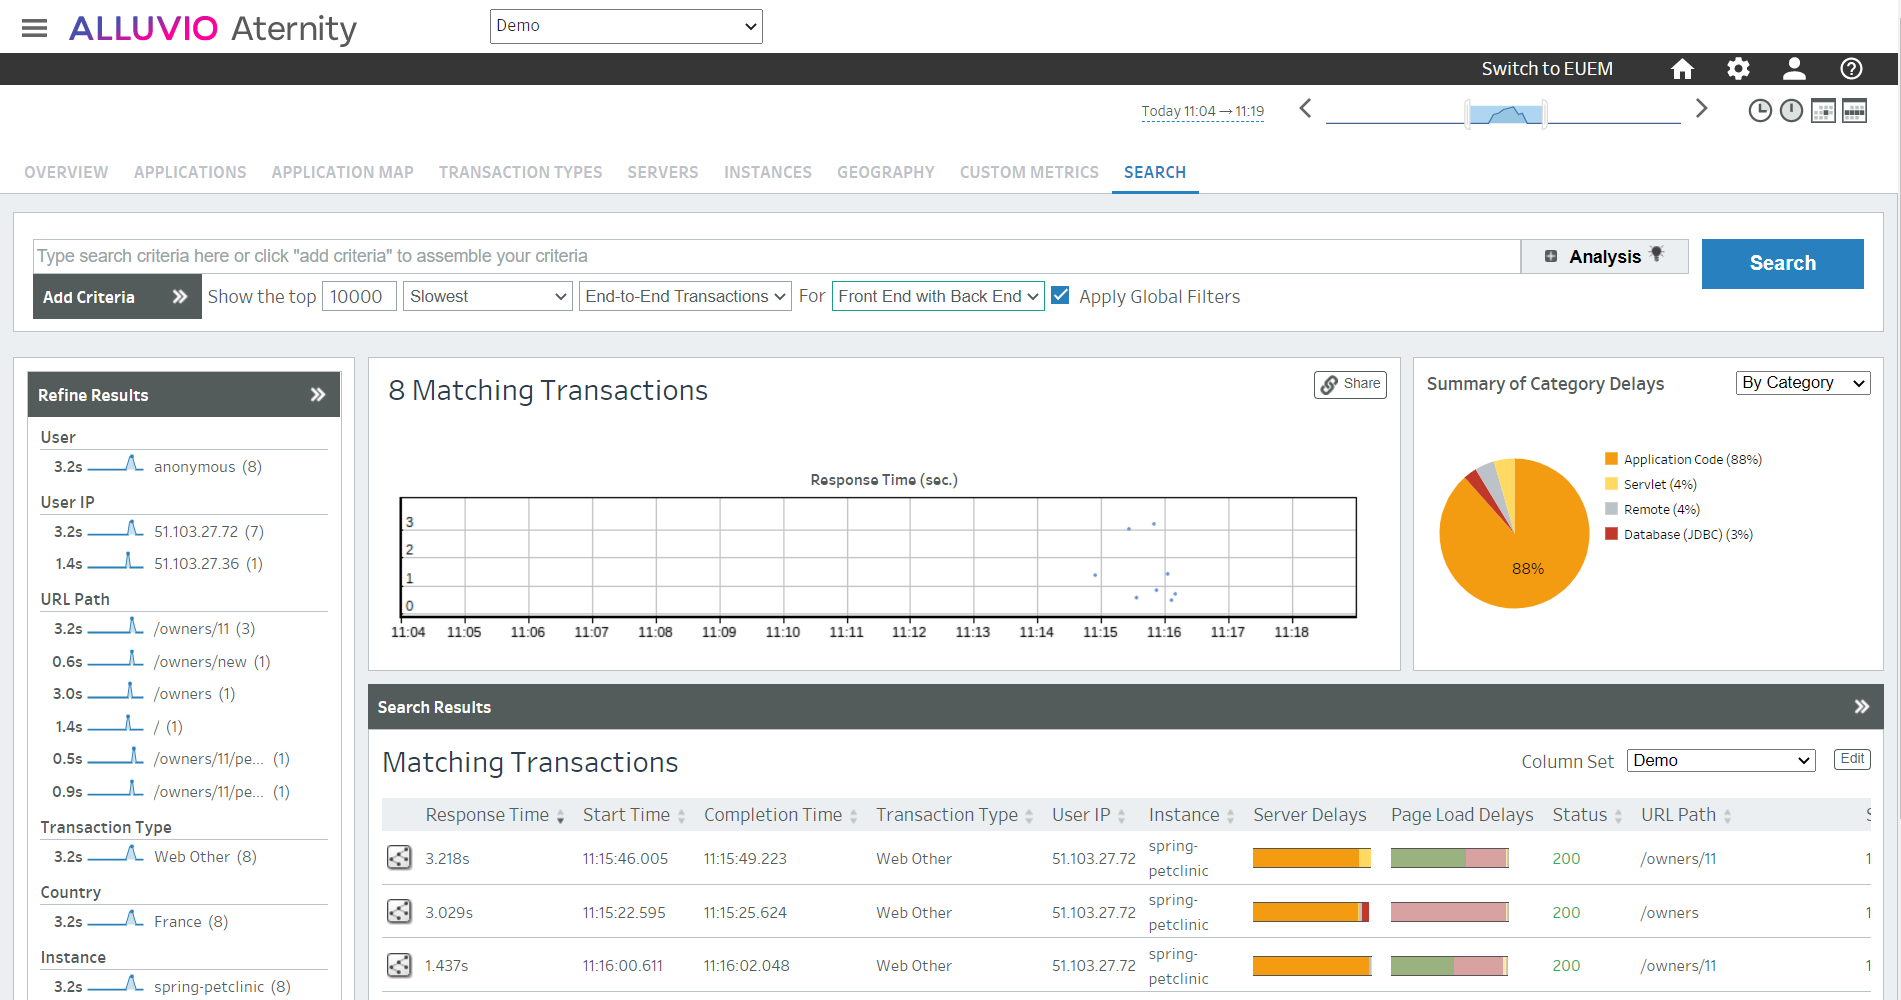 ALLUVIO Aternity
Demo
Switch to EUEM
Today 11:04 → 11:19
OVERVIEW APPLICATIONS APPLICATION MAP TRANSACTION TYPES SERVERS INSTANCES GEOGRAPHY CUSTOM METRICS SEARCH
Type search criteria here or click "add criteria" to assemble your criteria
Analysis
Search
Add Criteria
Show the top 10000 Slowest End-to-End Transactions For Front End with Back End Apply Global Filters
Refine Results
User
3.2s anonymous (8)
User IP
3.2s 51.103.27.72 (7)
1.4s 51.103.27.36 (1)
URL Path
3.2s /owners/11 (3)
0.6s /owners/new (1)
3.0s /owners (1)
1.4s / (1)
0.5s /owners/11/pe... (1)
0.9s /owners/11/pe... (1)
Transaction Type
3.2s Web Other (8)
Country
3.2s France (8)
Instance
3.2s spring-petclinic (8)
8 Matching Transactions
Share
Response Time (sec.)
3
2
1
0
11:04 11:05 11:06 11:07 11:08 11:09 11:10 11:11 11:12 11:13 11:14 11:15 11:16 11:17 11:18
Summary of Category Delays
By Category
88%
Application Code (88%)
Servlet (4%)
Remote (4%)
Database (JDBC) (3%)
Search Results
Matching Transactions
Column Set Demo Edit
Response Time Start Time Completion Time Transaction Type User IP Instance Server Delays Page Load Delays Status URL Path
3.218s 11:15:46.005 11:15:49.223 Web Other 51.103.27.72 spring-petclinic 200 /owners/11 1
3.029s 11:15:22.595 11:15:25.624 Web Other 51.103.27.72 spring-petclinic 200 /owners 1
1.437s 11:16:00.611 11:16:02.048 Web Other 51.103.27.72 spring-petclinic 200 /owners/11 1